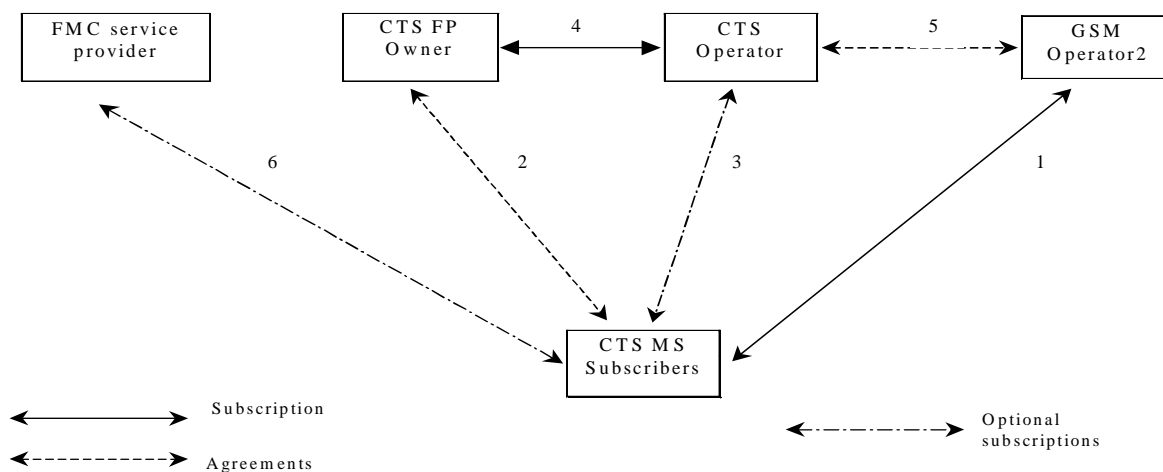 FMC service
provider
CTS FP
Owner
4
CTS
Operator
5
GSM
Operator2
6
2
3
1
CTS MS
Subscribers
Subscription
Agreements
Optional
subscriptions